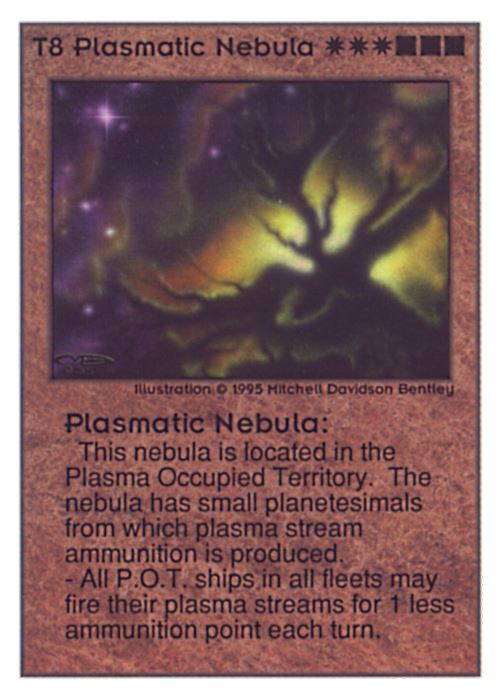 T8 Plasmatic Nebula ✷✷✷■■■
Illustration © 1995 Mitchell Davidson Bentley
Plasmatic Nebula:
This nebula is located in the
Plasma Occupied Territory. The
nebula has small planetesimals
from which plasma stream
ammunition is produced.
- All P.O.T. ships in all fleets may
fire their plasma streams for 1 less
ammunition point each turn.